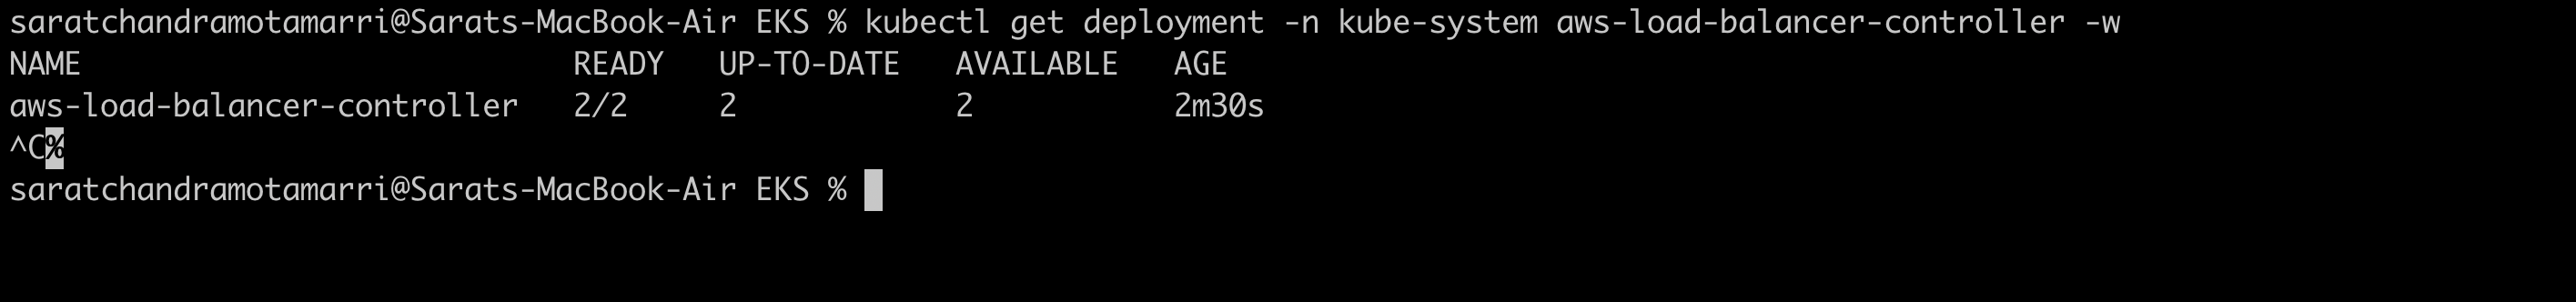 saratchandramotamarri@Sarats-MacBook-Air EKS % kubectl get deployment -n kube-system aws-load-balancer-controller -w
NAME                           READY   UP-TO-DATE   AVAILABLE   AGE
aws-load-balancer-controller   2/2     2            2           2m30s
^C%
saratchandramotamarri@Sarats-MacBook-Air EKS %